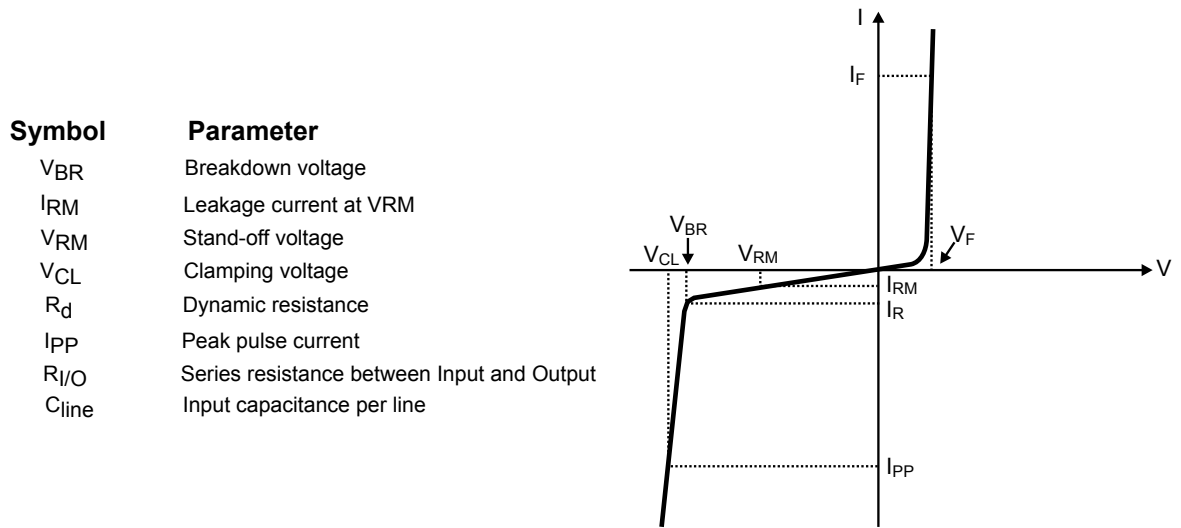 Symbol Parameter
VBR Breakdown voltage
IRM Leakage current at VRM
VRM Stand-off voltage
VCL Clamping voltage
Rd Dynamic resistance
IPP Peak pulse current
RI/O Series resistance between Input and Output
Cline Input capacitance per line
I
IF
VBR
VCL
VRM
VF
V
IRM
IR
IPP